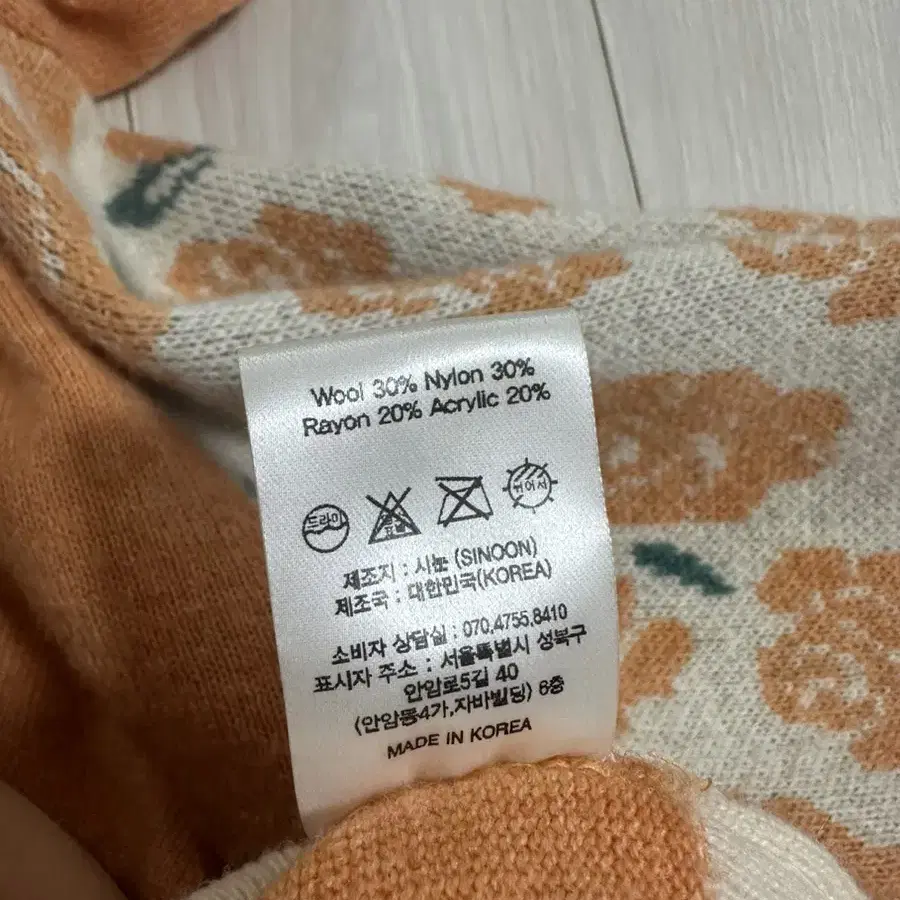 Wool 30% Nylon 30%
Rayon 20% Acrylic 20%
드라이
뉘어서
제조지 : 시눈 (SINOON)
제조국 : 대한민국(KOREA)
소비자 상담실 : 070.4755.8410
표시자 주소 : 서울특별시 성북구
안암로5길 40
(안암동4가,자바빌딩) 6층
MADE IN KOREA